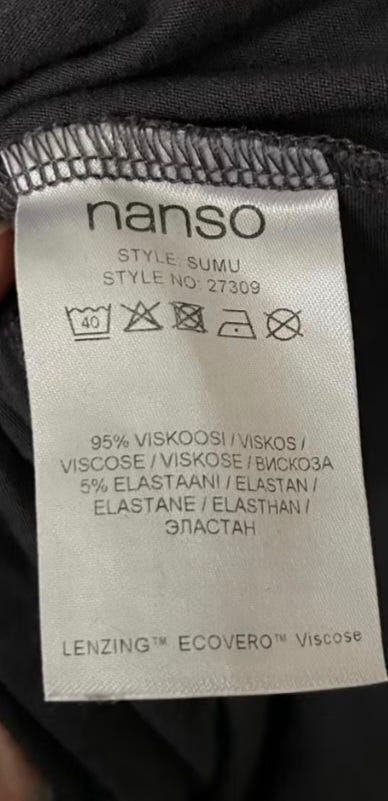 nanso
STYLE: SUMU
STYLE NO: 27309
40
95% VISKOOSI / VISKOS /
VISCOSE / VISKOSE / ВИСКОЗА
5% ELASTAANI / ELASTAN /
ELASTANE / ELASTHAN /
ЭЛАСТАН
LENZING™ ECOVERO™ Viscose